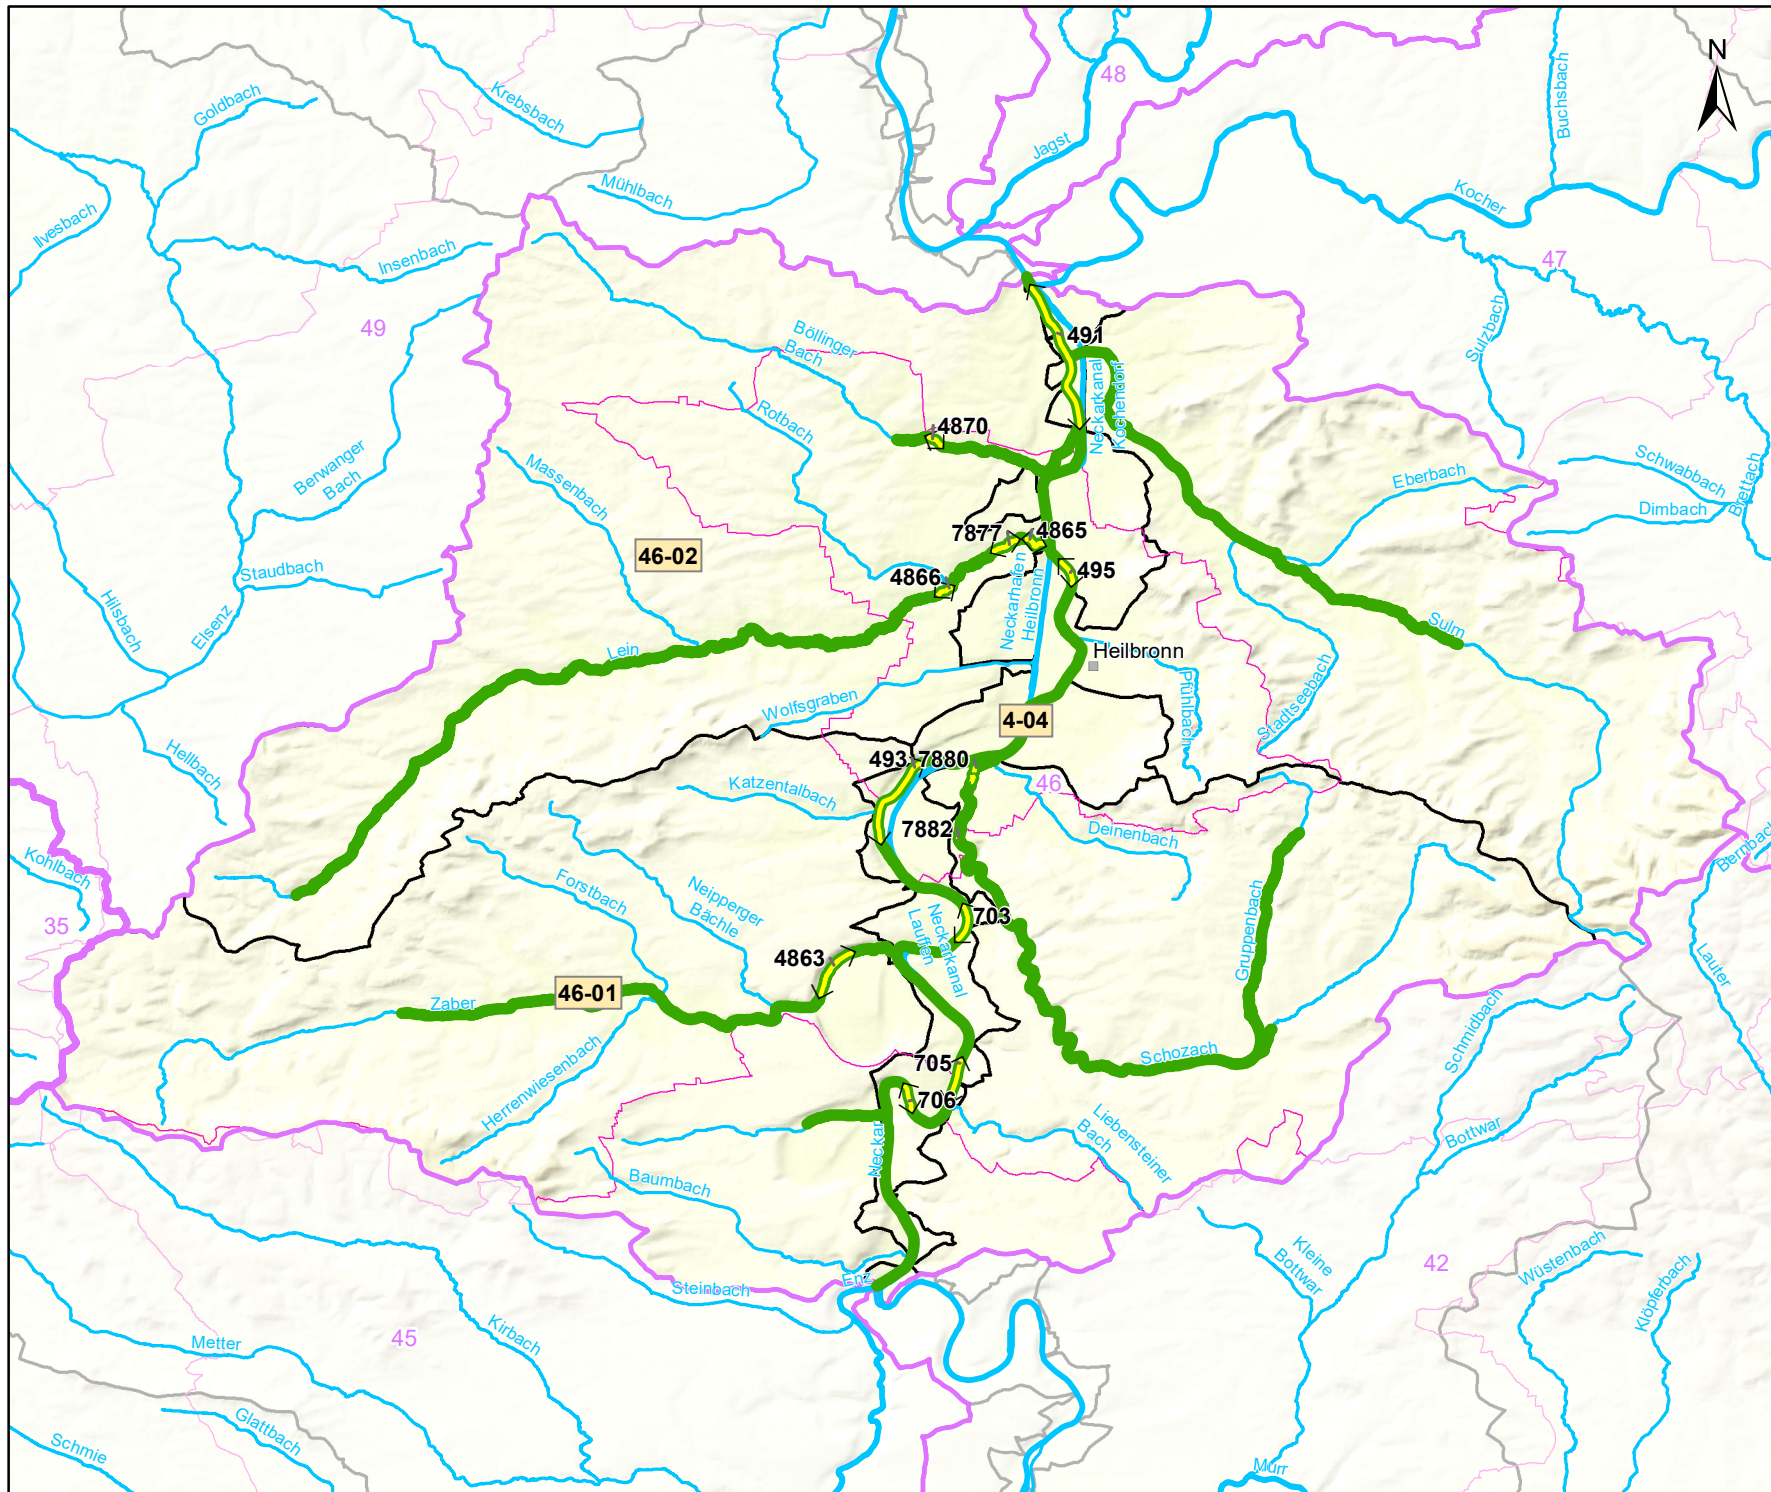 N
48
Goldbach
Krebsbach
Buchsbach
Jagst
Mühlbach
Kocher
Ilvesbach
Insenbach
47
49
Sulzbach
Böllinger
Bach
491
Neckarkanal
Kochendorf
Rotbach
4870
Berwanger
Bach
Massenbach
Eberbach
Schwabbach
Brettach
Dimbach
7877
4865
46-02
4866
495
Staudbach
Neckarhafen
Heilbronn
Hilsbach
Elsenz
Sulm
Lein
Heilbronn
Pfühlbach
Stadtseebach
Wolfsgraben
4-04
Hellbach
493
7880
46
Katzentalbach
7882
Deinenbach
Bernbach
Kohlbach
Forstbach
Neipperger
Bächle
35
703
Neckarkanal
Lauffen
Gruppenbach
Lauter
4863
46-01
Zaber
Schozach
Schmidbach
705
706
Herrenwiesenbach
Liebensteiner
Bach
Bottwar
Neckar
Baumbach
Kleine
Bottwar
42
Wüstenbach
Enz
Steinbach
Klöpferbach
45
Metter
Kirbach
Glattbach
Schmie
Murr